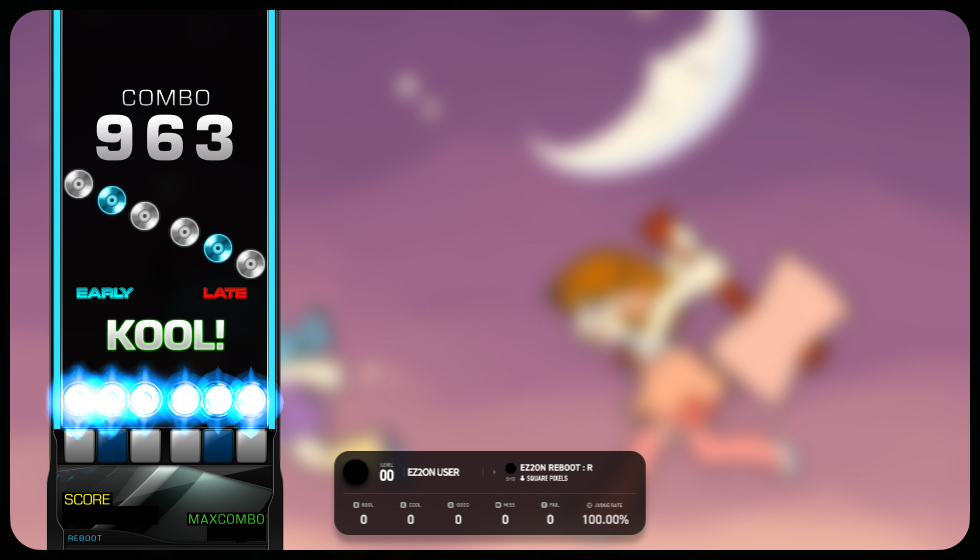 COMBO
963
EARLY LATE
KOOL!
SCORE
MAXCOMBO
REBOOT
LEVEL
00
EZ2ON USER
EZ2ON REBOOT : R
SQUARE PIXELS
KOOL COOL GOOD MISS FAIL JUDGE RATE
0 0 0 0 0 100.00%